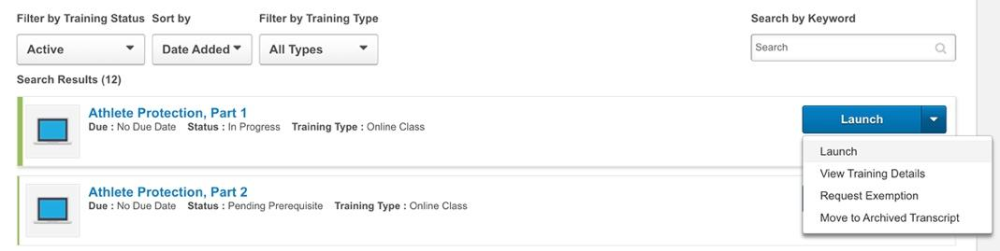 Filter by Training Status Sort by Filter by Training Type Search by Keyword
Active Date Added All Types Search
Search Results (12)
Athlete Protection, Part 1
Due : No Due Date Status : In Progress Training Type : Online Class
Launch
Launch
View Training Details
Request Exemption
Move to Archived Transcript
Athlete Protection, Part 2
Due : No Due Date Status : Pending Prerequisite Training Type : Online Class